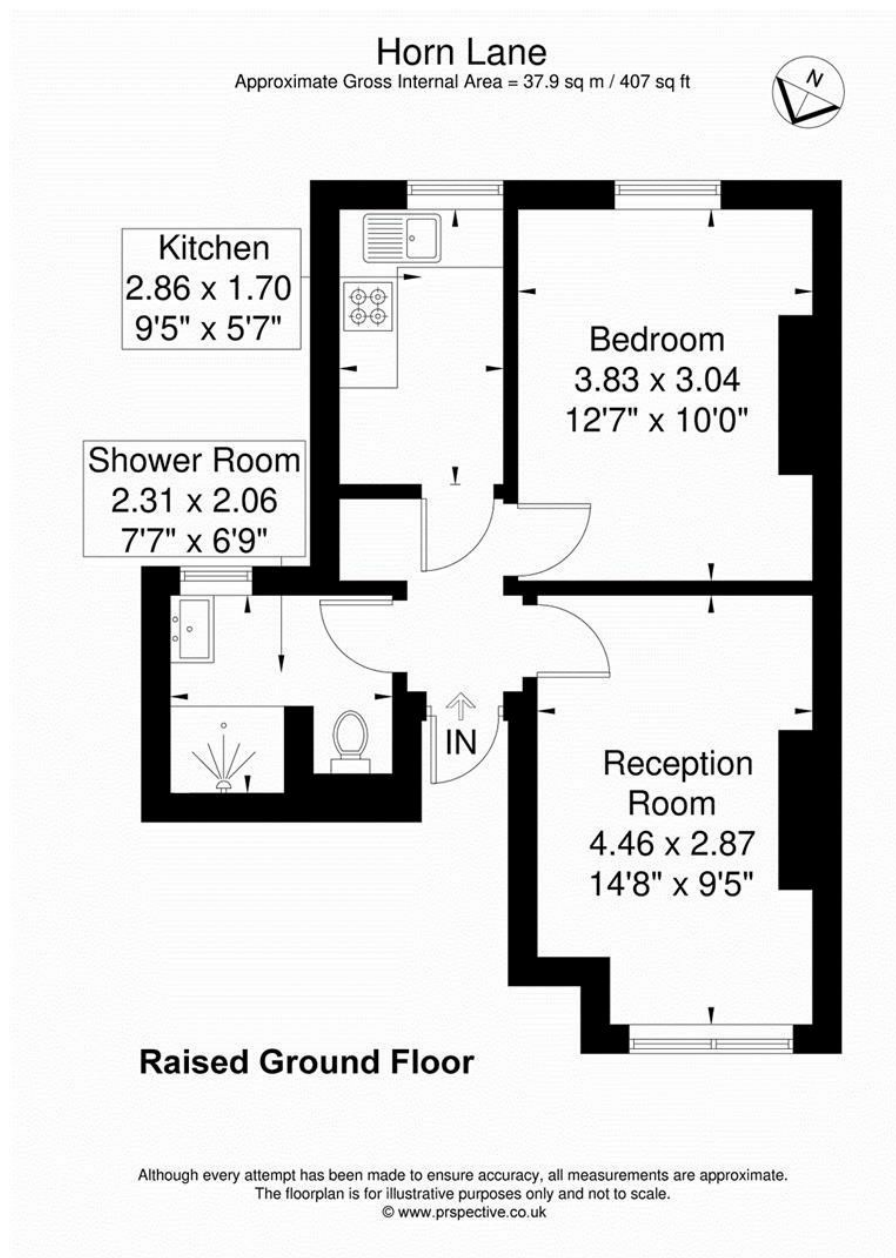 Horn Lane
Approximate Gross Internal Area = 37.9 sq m / 407 sq ft
N
Kitchen
2.86 x 1.70
9'5" x 5'7"
Bedroom
3.83 x 3.04
12'7" x 10'0"
Shower Room
2.31 x 2.06
7'7" x 6'9"
IN
Reception
Room
4.46 x 2.87
14'8" x 9'5"
Raised Ground Floor
Although every attempt has been made to ensure accuracy, all measurements are approximate.
The floorplan is for illustrative purposes only and not to scale.
© www.prspective.co.uk